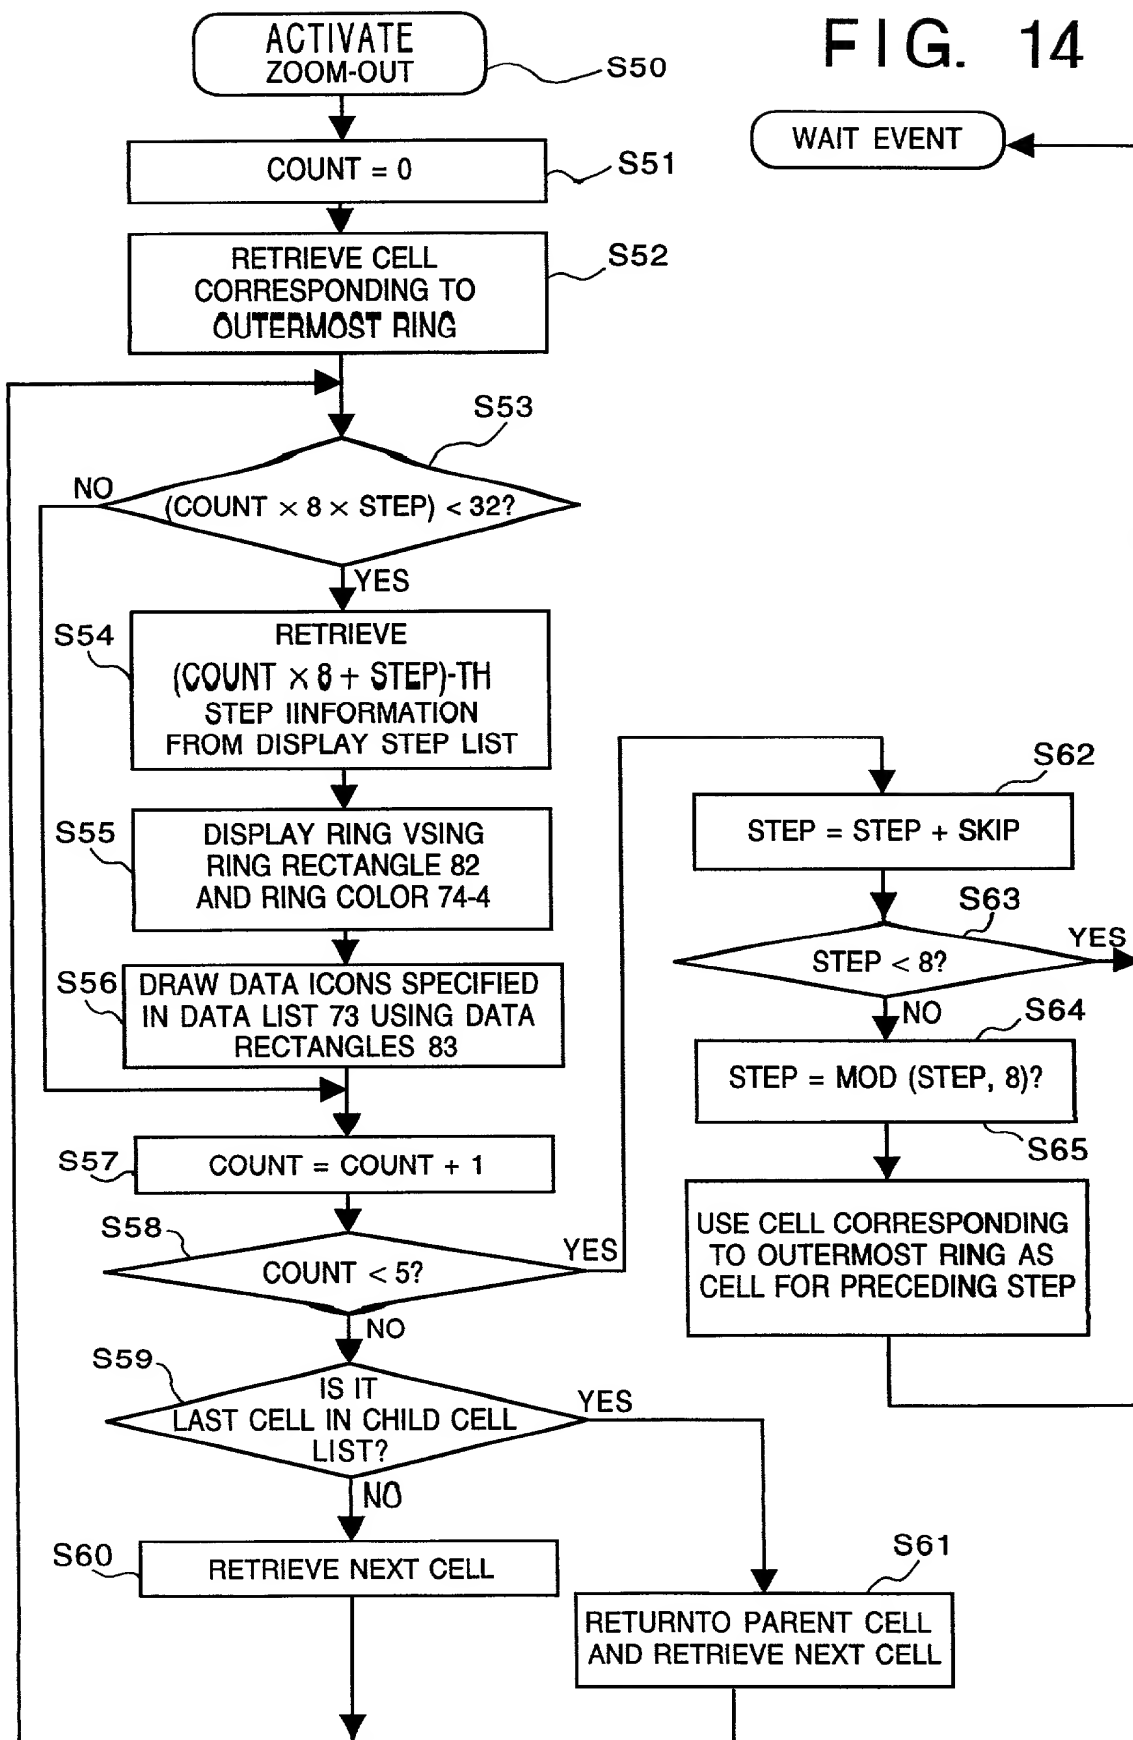 FIG. 14
ACTIVATE
ZOOM-OUT
S50
WAIT EVENT
COUNT = 0
S51
RETRIEVE CELL
CORRESPONDING TO
OUTERMOST RING
S52
S53
NO
(COUNT × 8 × STEP) < 32?
YES
S54
RETRIEVE
(COUNT × 8 + STEP)-TH
STEP IINFORMATION
FROM DISPLAY STEP LIST
S55
DISPLAY RING VSING
RING RECTANGLE 82
AND RING COLOR 74-4
S56
DRAW DATA ICONS SPECIFIED
IN DATA LIST 73 USING DATA
RECTANGLES 83
S57
COUNT = COUNT + 1
S58
COUNT < 5?
YES
NO
S59
IS IT
LAST CELL IN CHILD CELL
LIST?
YES
NO
S60
RETRIEVE NEXT CELL
S61
RETURNTO PARENT CELL
AND RETRIEVE NEXT CELL
S62
STEP = STEP + SKIP
S63
STEP < 8?
YES
NO
S64
STEP = MOD (STEP, 8)?
S65
USE CELL CORRESPONDING
TO OUTERMOST RING AS
CELL FOR PRECEDING STEP